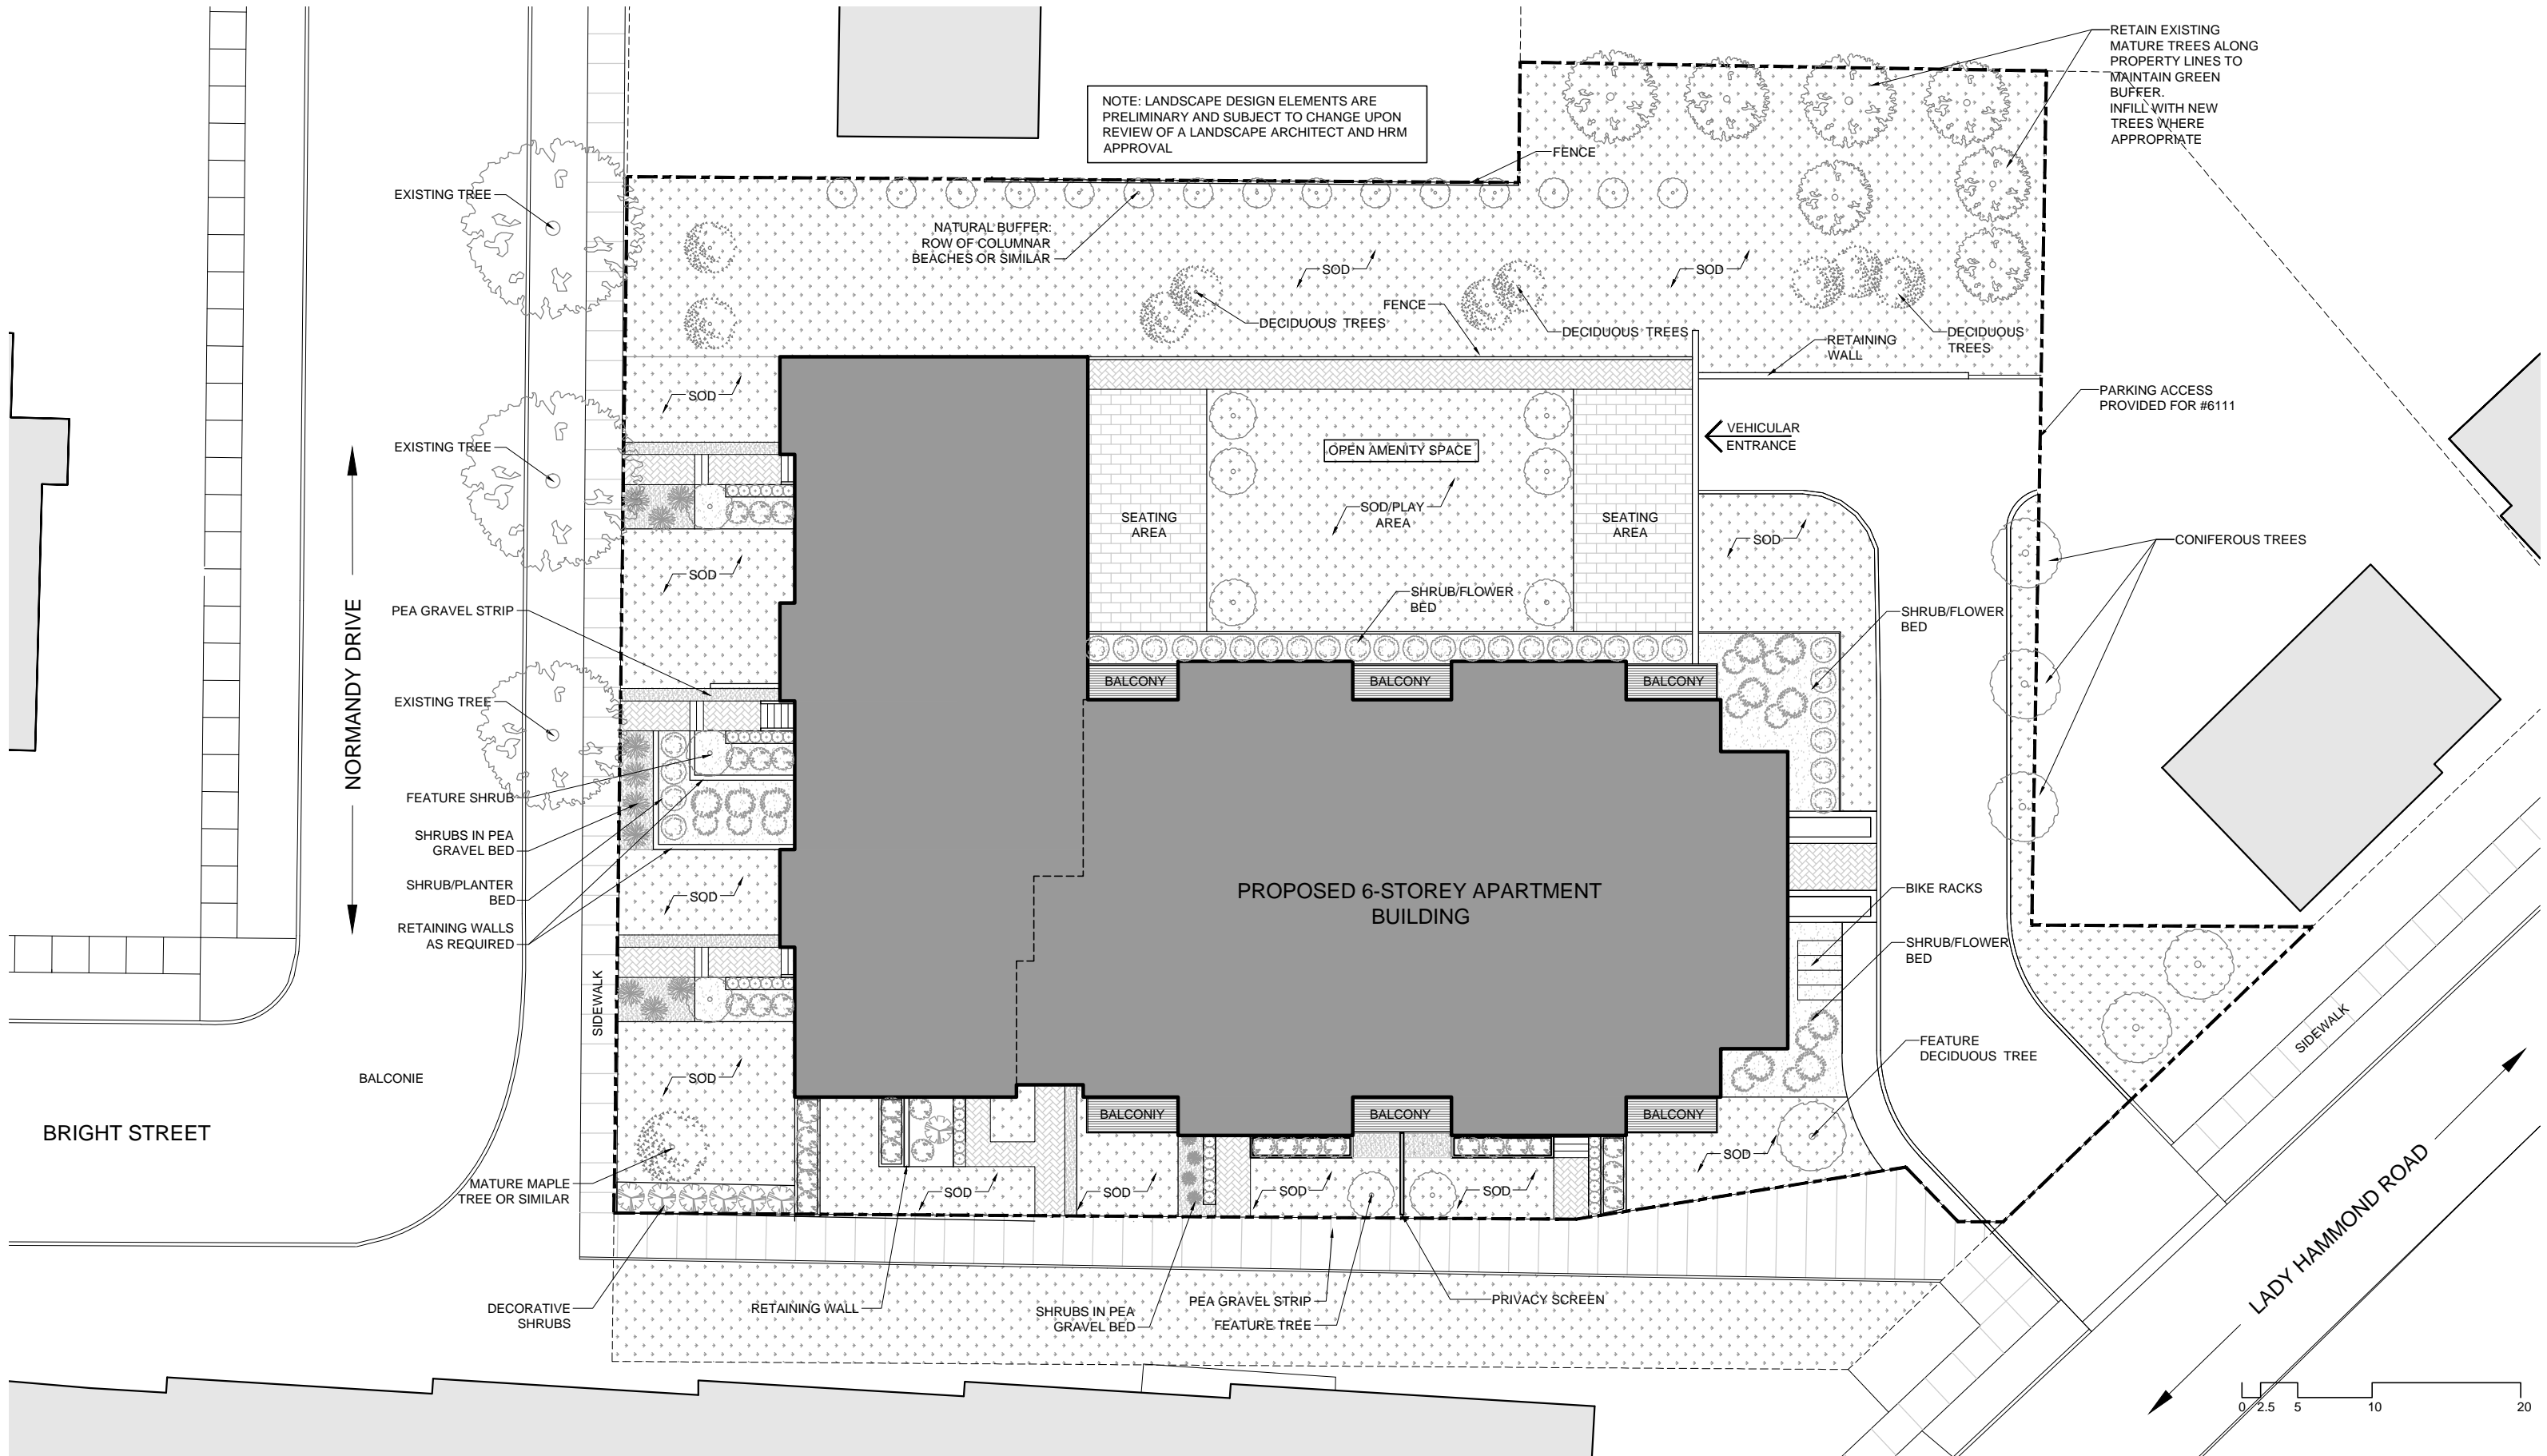 RETAIN EXISTING
MATURE TREES ALONG
PROPERTY LINES TO
MAINTAIN GREEN
BUFFER.
INFILL WITH NEW
TREES WHERE
APPROPRIATE
NOTE: LANDSCAPE DESIGN ELEMENTS ARE
PRELIMINARY AND SUBJECT TO CHANGE UPON
REVIEW OF A LANDSCAPE ARCHITECT AND HRM
APPROVAL
FENCE
EXISTING TREE
NATURAL BUFFER:
ROW OF COLUMNAR
BEACHES OR SIMILAR
SOD
SOD
FENCE
DECIDUOUS TREES
DECIDUOUS TREES
DECIDUOUS
TREES
RETAINING
WALL
SOD
PARKING ACCESS
PROVIDED FOR #6111
EXISTING TREE
OPEN AMENITY SPACE
VEHICULAR
ENTRANCE
SEATING
AREA
SOD/PLAY
AREA
SEATING
AREA
SOD
CONIFEROUS TREES
SOD
SHRUB/FLOWER
BED
SHRUB/FLOWER
BED
PEA GRAVEL STRIP
NORMANDY DRIVE
BALCONY
BALCONY
BALCONY
EXISTING TREE
FEATURE SHRUB
SHRUBS IN PEA
GRAVEL BED
SHRUB/PLANTER
BED
RETAINING WALLS
AS REQUIRED
SOD
PROPOSED 6-STOREY APARTMENT
BUILDING
BIKE RACKS
SHRUB/FLOWER
BED
SIDEWALK
SIDEWALK
FEATURE
DECIDUOUS TREE
BALCONIE
SOD
BRIGHT STREET
BALCONIY
BALCONY
BALCONY
SOD
MATURE MAPLE
TREE OR SIMILAR
SOD
SOD
SOD
SOD
LADY HAMMOND ROAD
DECORATIVE
SHRUBS
RETAINING WALL
SHRUBS IN PEA
GRAVEL BED
PEA GRAVEL STRIP
FEATURE TREE
PRIVACY SCREEN
0 2.5 5 10 20